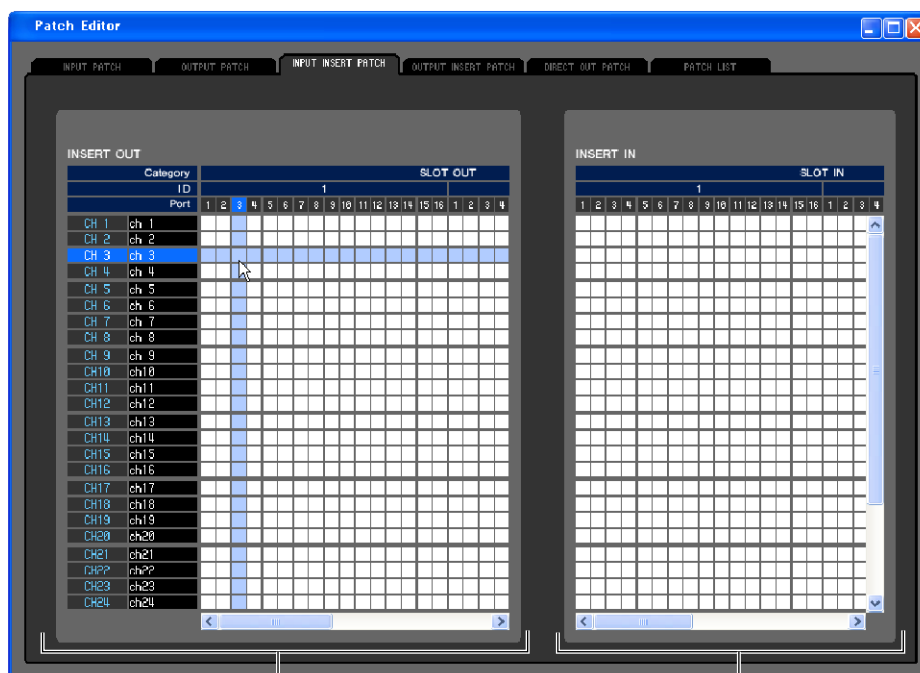 Patch Editor
INPUT PATCH OUTPUT PATCH INPUT INSERT PATCH OUTPUT INSERT PATCH DIRECT OUT PATCH PATCH LIST
INSERT OUT
Category SLOT OUT
ID 1
Port 1 2 3 4 5 6 7 8 9 10 11 12 13 14 15 16 1 2 3 4
CH 1 ch 1
CH 2 ch 2
CH 3 ch 3
CH 4 ch 4
CH 5 ch 5
CH 6 ch 6
CH 7 ch 7
CH 8 ch 8
CH 9 ch 9
CH10 ch10
CH11 ch11
CH12 ch12
CH13 ch13
CH14 ch14
CH15 ch15
CH16 ch16
CH17 ch17
CH18 ch18
CH19 ch19
CH20 ch20
CH21 ch21
CH22 ch22
CH23 ch23
CH24 ch24
INSERT IN
SLOT IN
1
1 2 3 4 5 6 7 8 9 10 11 12 13 14 15 16 1 2 3 4